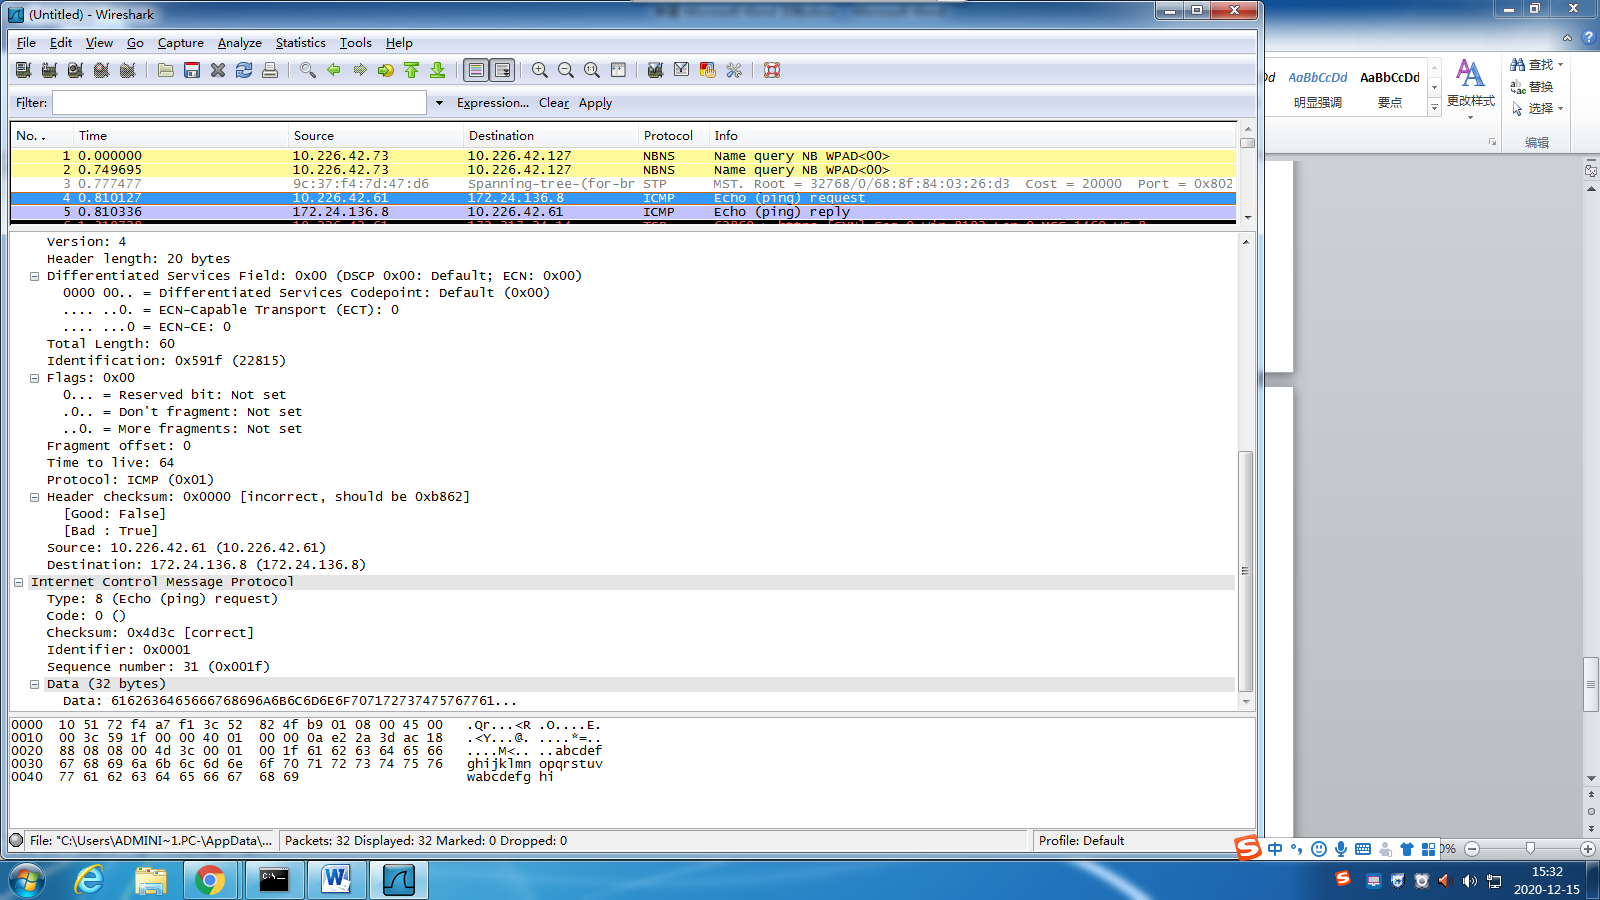 (Untitled) - Wireshark
File Edit View Go Capture Analyze Statistics Tools Help
Filter: Expression... Clear Apply
No. . Time Source Destination Protocol Info
1 0.000000 10.226.42.73 10.226.42.127 NBNS Name query NB WPAD<00>
2 0.749695 10.226.42.73 10.226.42.127 NBNS Name query NB WPAD<00>
3 0.777477 9c:37:f4:7d:47:d6 Spanning-tree-(for-br STP MST. Root = 32768/0/68:8f:84:03:26:d3 Cost = 20000 Port = 0x802
4 0.810127 10.226.42.61 172.24.136.8 ICMP Echo (ping) request
5 0.810336 172.24.136.8 10.226.42.61 ICMP Echo (ping) reply
Version: 4
Header length: 20 bytes
Differentiated Services Field: 0x00 (DSCP 0x00: Default; ECN: 0x00)
0000 00.. = Differentiated Services Codepoint: Default (0x00)
.... ..0. = ECN-Capable Transport (ECT): 0
.... ...0 = ECN-CE: 0
Total Length: 60
Identification: 0x591f (22815)
Flags: 0x00
0... = Reserved bit: Not set
.0.. = Don't fragment: Not set
..0. = More fragments: Not set
Fragment offset: 0
Time to live: 64
Protocol: ICMP (0x01)
Header checksum: 0x0000 [incorrect, should be 0xb862]
[Good: False]
[Bad : True]
Source: 10.226.42.61 (10.226.42.61)
Destination: 172.24.136.8 (172.24.136.8)
Internet Control Message Protocol
Type: 8 (Echo (ping) request)
Code: 0 ()
Checksum: 0x4d3c [correct]
Identifier: 0x0001
Sequence number: 31 (0x001f)
Data (32 bytes)
Data: 6162636465666768696A6B6C6D6E6F707172737475767761...
0000 10 51 72 f4 a7 f1 3c 52 82 4f b9 01 08 00 45 00 .Qr...<R .O....E.
0010 00 3c 59 1f 00 00 40 01 00 00 0a e2 2a 3d ac 18 .<Y...@. ....*=..
0020 88 08 08 00 4d 3c 00 01 00 1f 61 62 63 64 65 66 ....M<.. ..abcdef
0030 67 68 69 6a 6b 6c 6d 6e 6f 70 71 72 73 74 75 76 ghijklmn opqrstuv
0040 77 61 62 63 64 65 66 67 68 69 wabcdefg hi
File: "C:\Users\ADMINI~1.PC-\AppData\... Packets: 32 Displayed: 32 Marked: 0 Dropped: 0 Profile: Default
AaBbCcDd AaBbCcDd
明显强调 要点
更改样式
查找
替换
选择
编辑
中
0%
15:32
2020-12-15